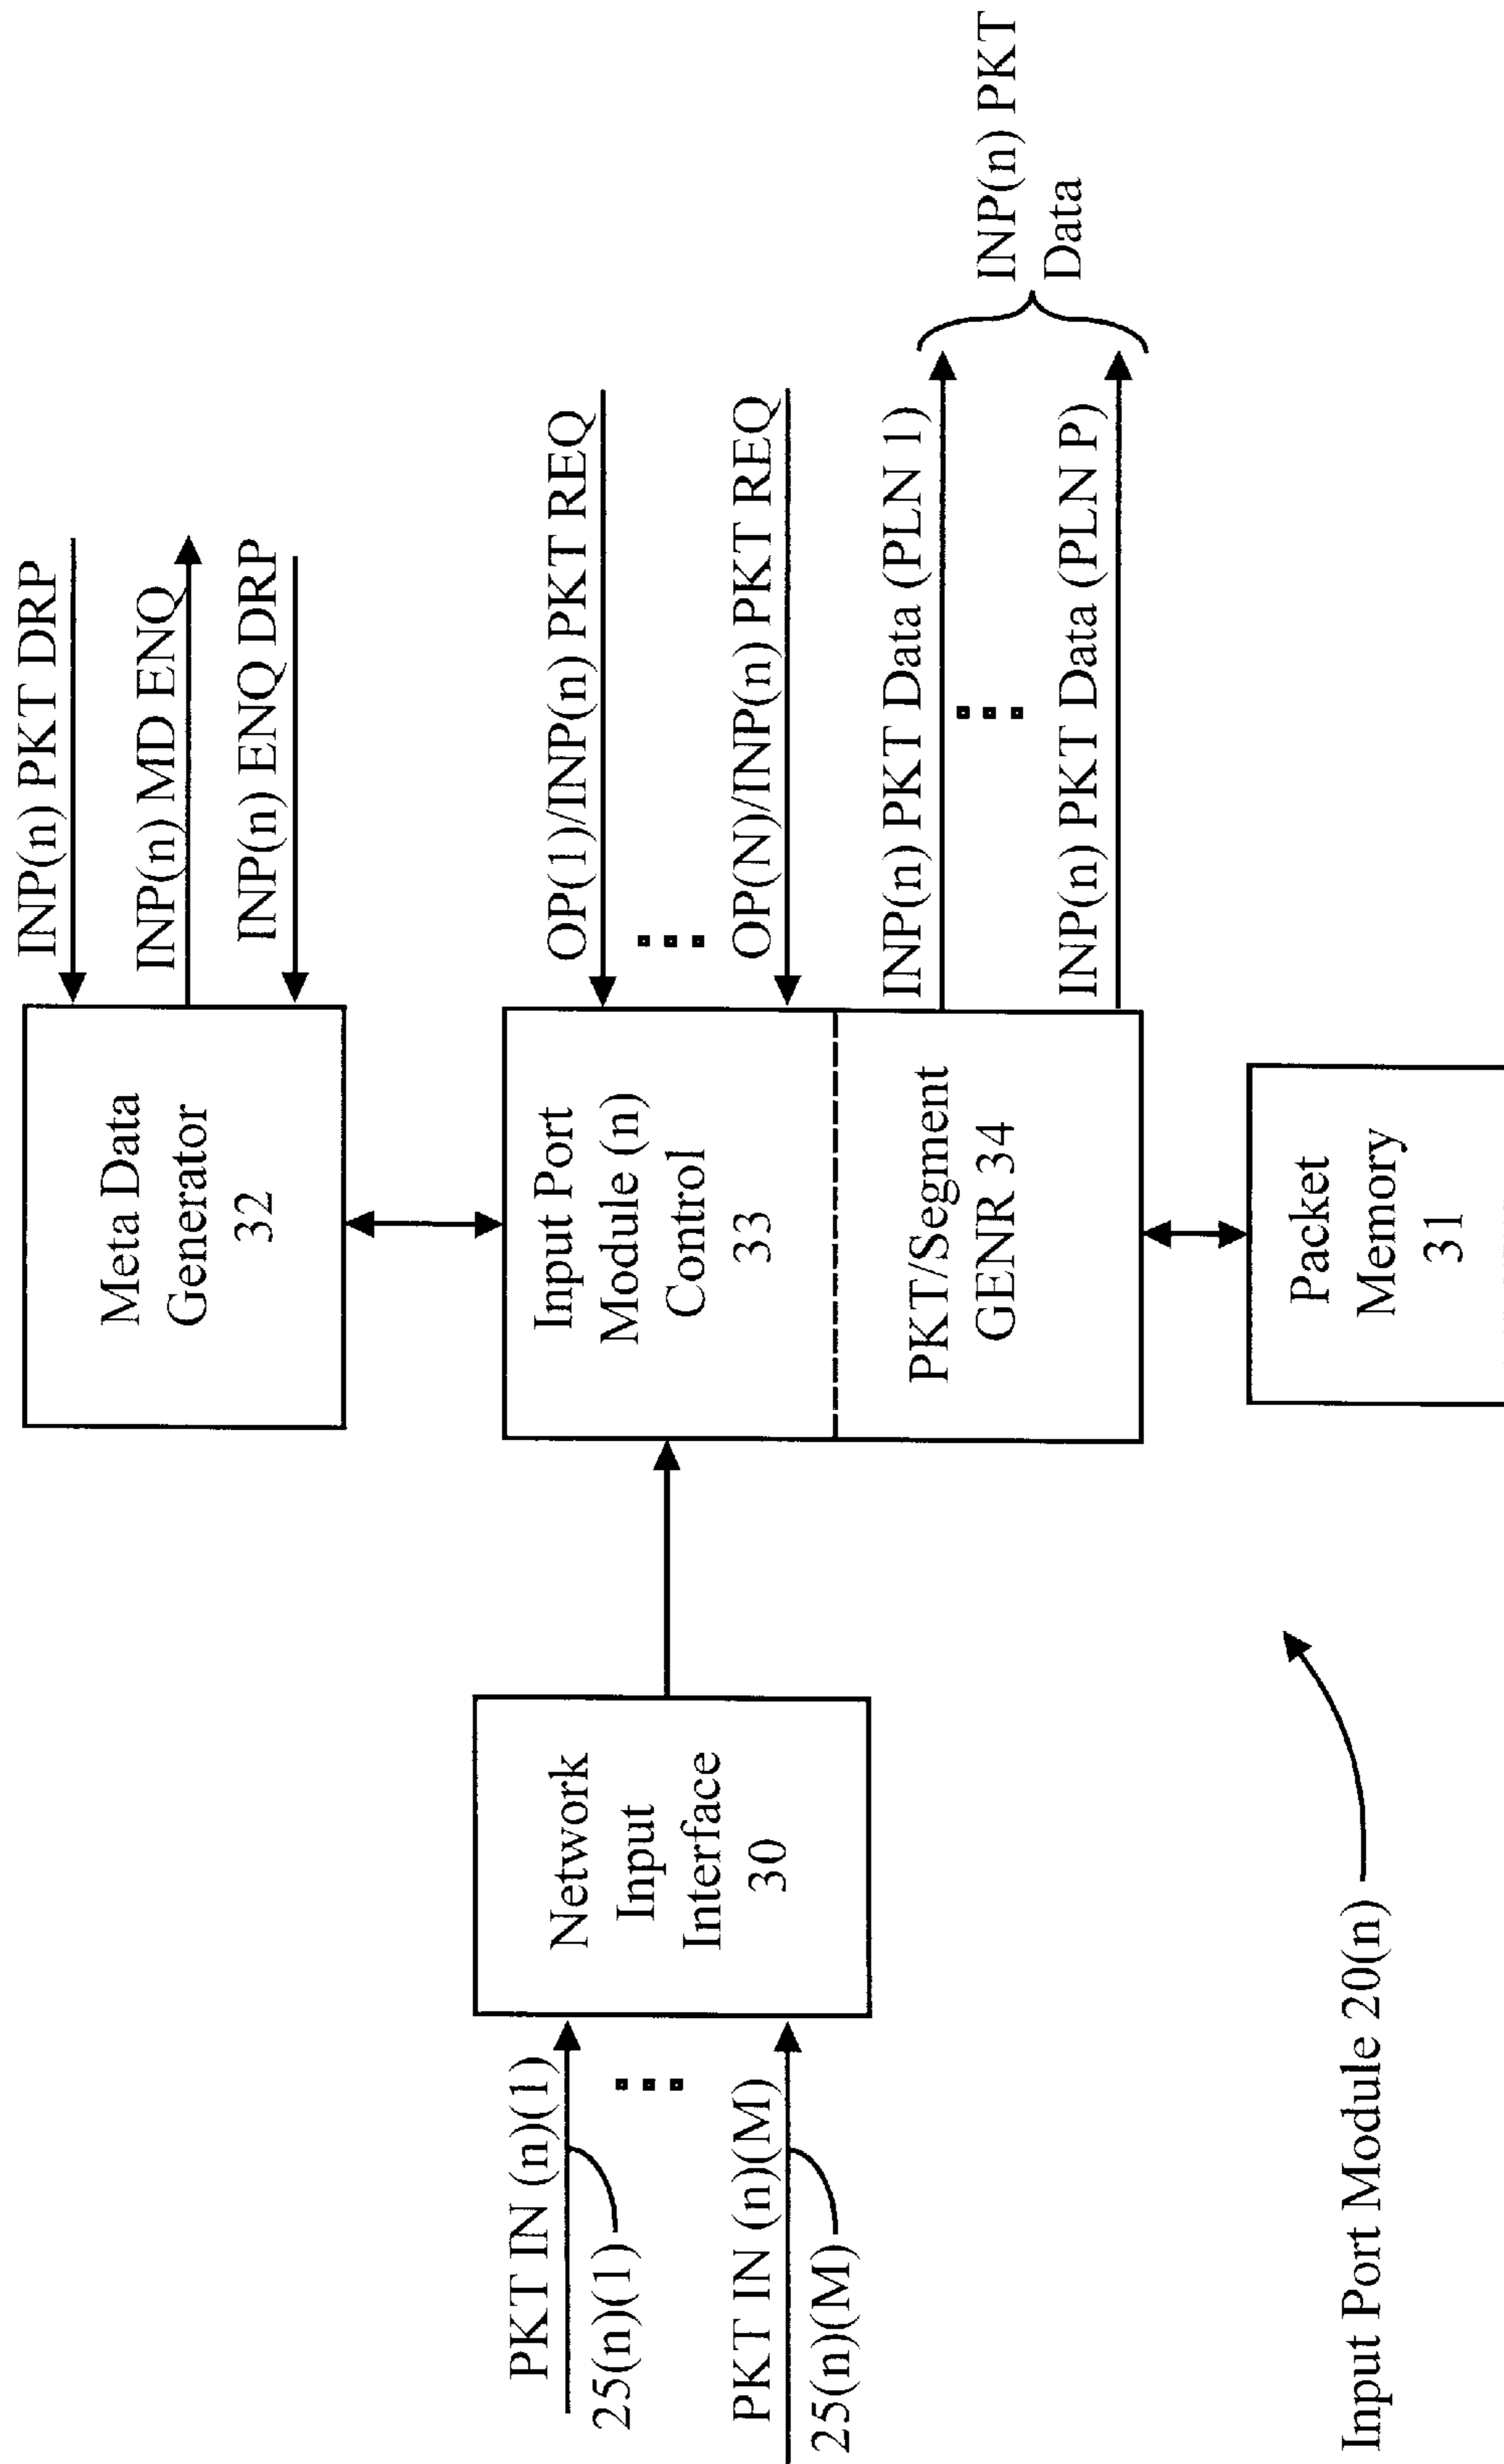 INP(n) PKT DRP
INP(n) MD ENQ
INP(n) ENQ DRP
Meta Data
Generator
32
OP(1)/INP(n) PKT REQ
OP(N)/INP(n) PKT REQ
Input Port
Module (n)
Control
33
PKT/Segment
GENR 34
INP(n) PKT Data (PLN 1)
INP(n) PKT Data (PLN P)
INP(n) PKT
Data
Packet
Memory
31
Network
Input
Interface
30
PKT IN (n)(1)
25(n)(1)
PKT IN (n)(M)
25(n)(M)
Input Port Module 20(n)